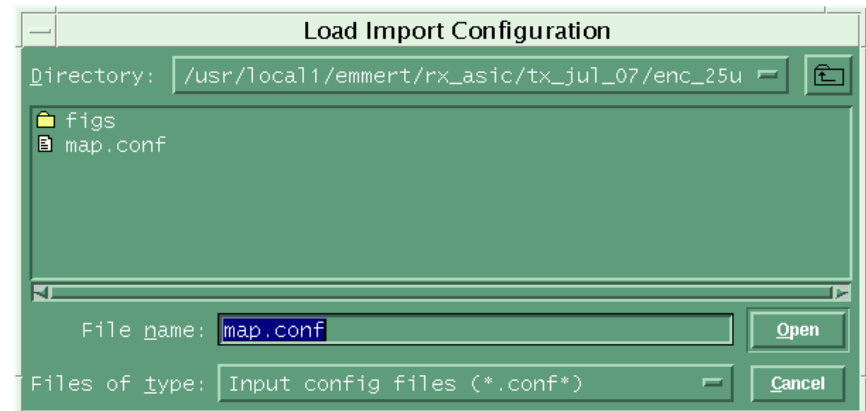 Load Import Configuration
Directory: /usr/local1/emmert/rx_asic/tx_jul_07/enc_25u
figs
map.conf
File name: map.conf Open
Files of type: Input config files (*.conf*) Cancel